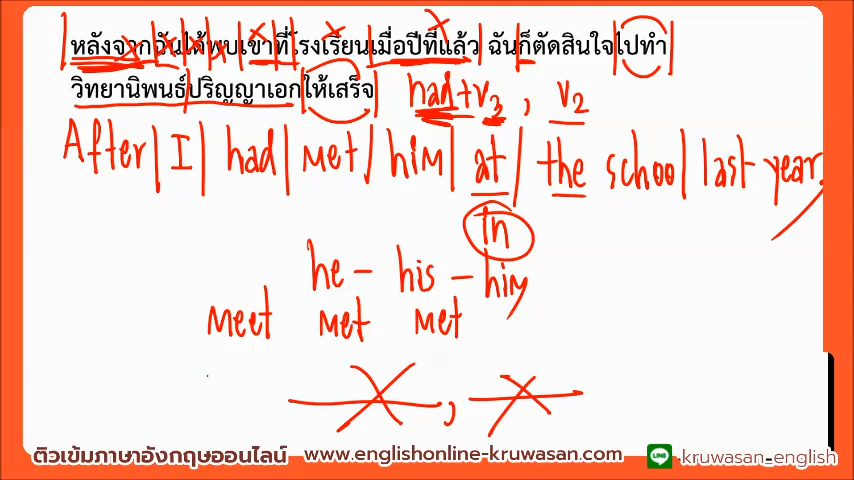 หลังจากฉันได้พบเขาที่โรงเรียนเมื่อปีที่แล้ว ฉันก็ตัดสินใจไปทำ
วิทยานิพนธ์ปริญญาเอกให้เสร็จ
had+v3 , v2
After I had met him at the school last year,
in
he - his - him
meet met met
,
ติวเข้มภาษาอังกฤษออนไลน์ www.englishonline-kruwasan.com LINE kruwasan_english